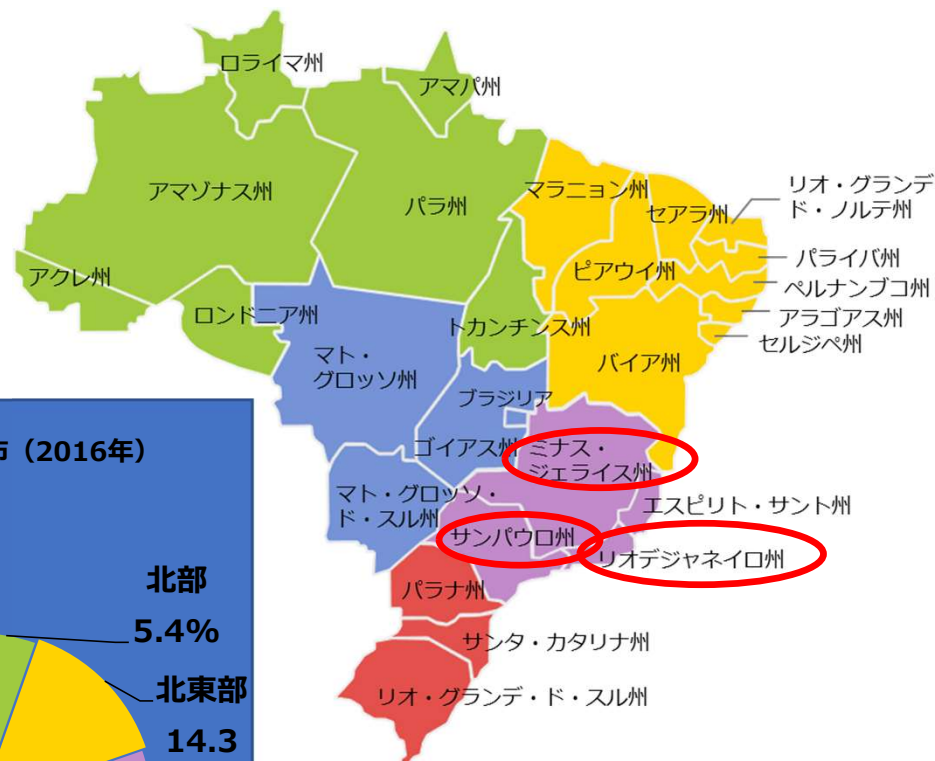 ロライマ州
アマパ州
アマゾナス州
パラ州
マラニョン州
セアラ州
リオ・グランデ
ド・ノルテ州
アクレ州
ロンドニア州
トカンチンス州
ピアウイ州
パライバ州
ペルナンブコ州
アラゴアス州
セルジペ州
バイア州
マト・
グロッソ州
ブラジリア
ゴイアス州
ミナス・
ジェライス州
マト・グロッソ・
ド・スル州
エスピリト・サント州
サンパウロ州
リオデジャネイロ州
パラナ州
サンタ・カタリナ州
リオ・グランデ・ド・スル州
（2016年）
北部
5.4%
北東部
14.3